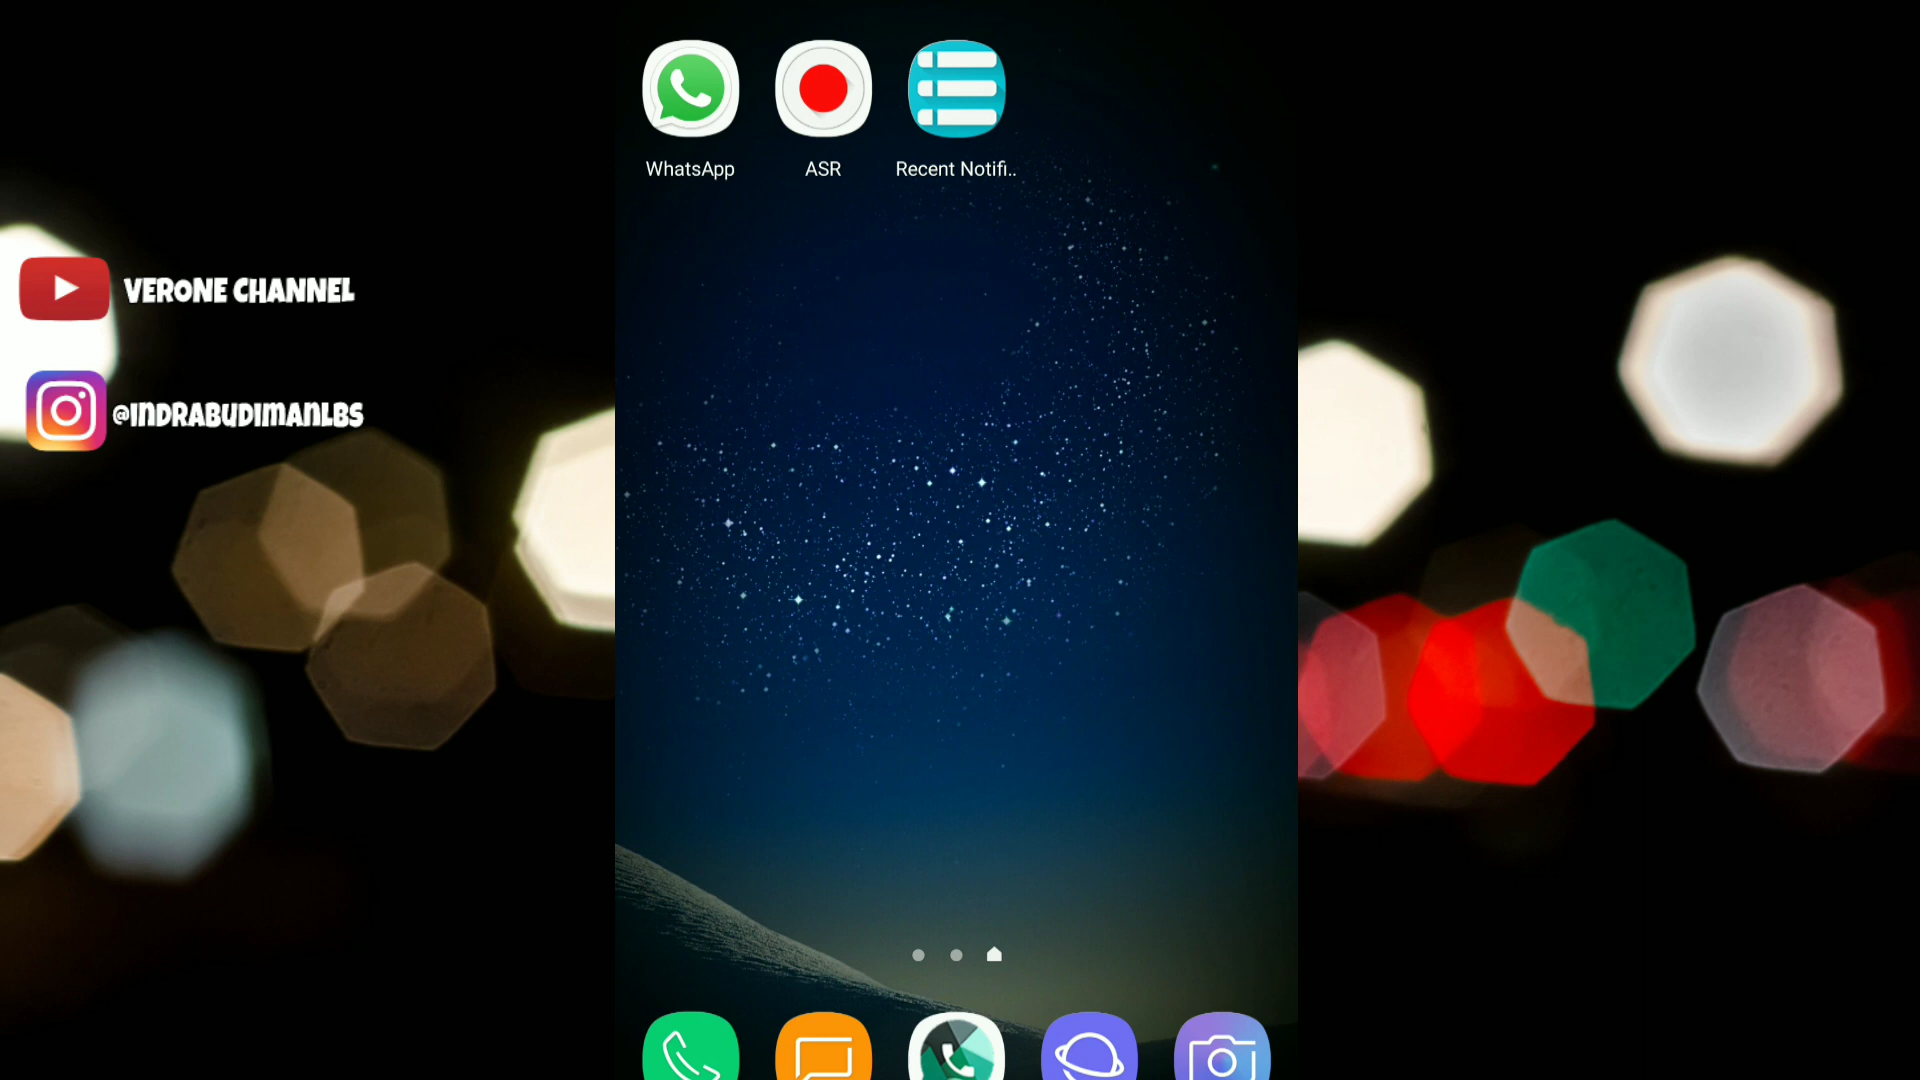 WhatsApp
ASR
Recent Notifi..
VERONE CHANNEL
@INDRABUDIMANLBS